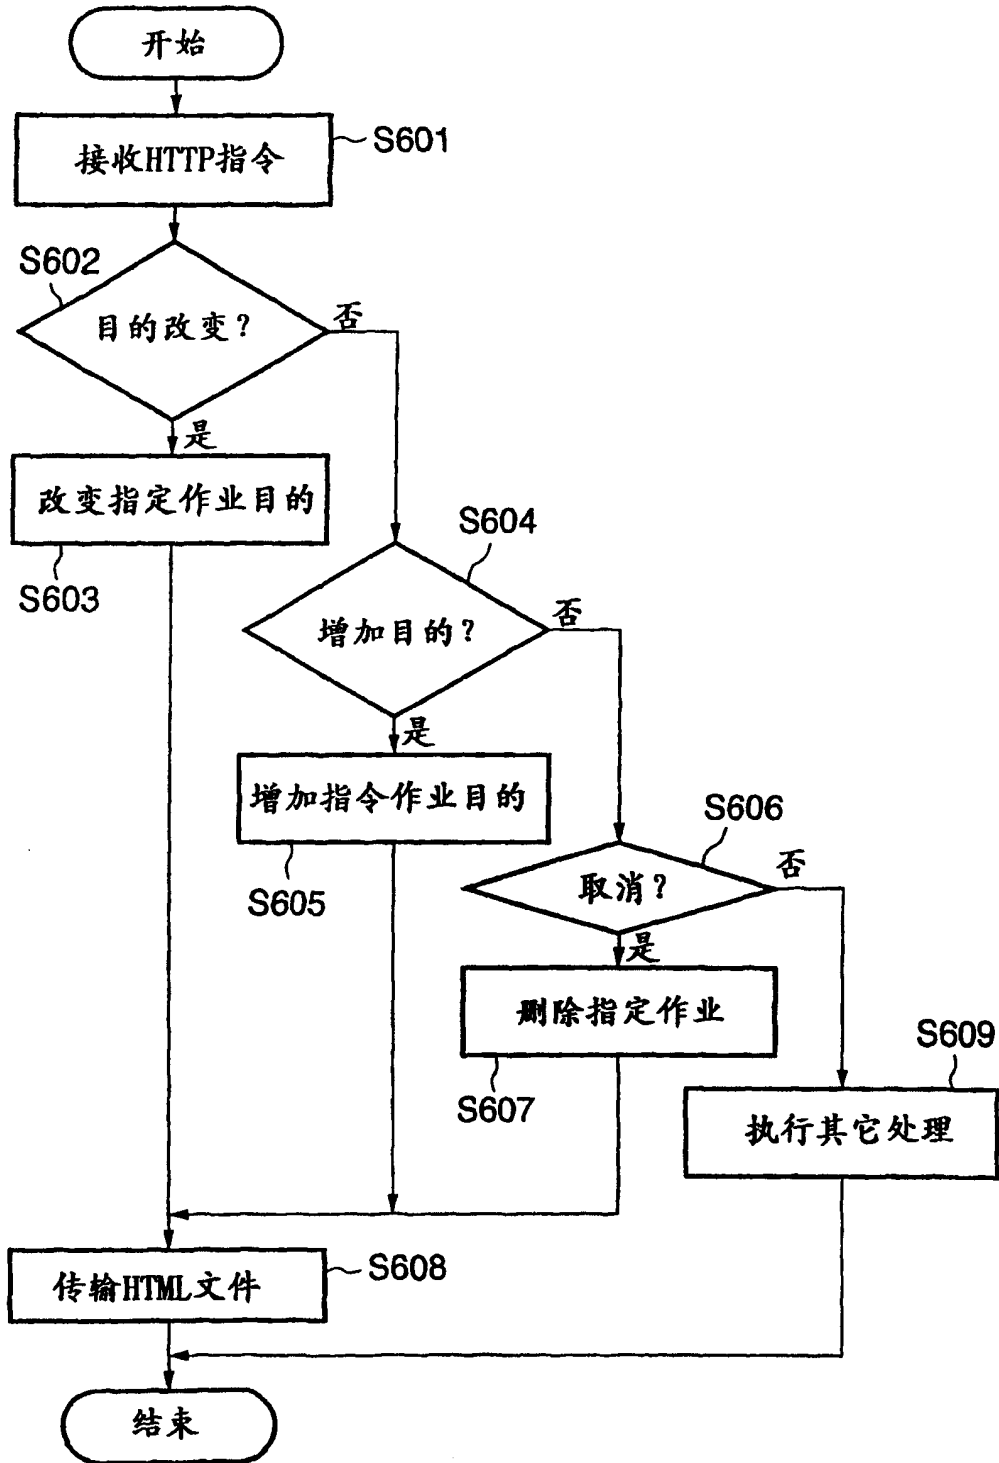 开始
接收HTTP指令
S601
S602
目的改变？
否
是
改变指定作业目的
S603
S604
增加目的？
否
是
增加指令作业目的
S605
S606
取消？
否
是
删除指定作业
S607
S609
执行其它处理
传输HTML文件
S608
结束